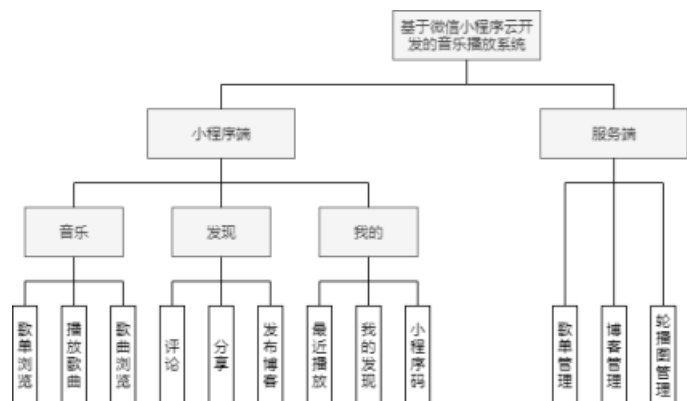 基于微信小程序云开
发的音乐播放系统
小程序端
服务端
音乐
发现
我的
歌单浏览
播放歌曲
歌曲浏览
评论
分享
发布博客
最近播放
我的发现
小程序码
歌单管理
博客管理
轮播图管理